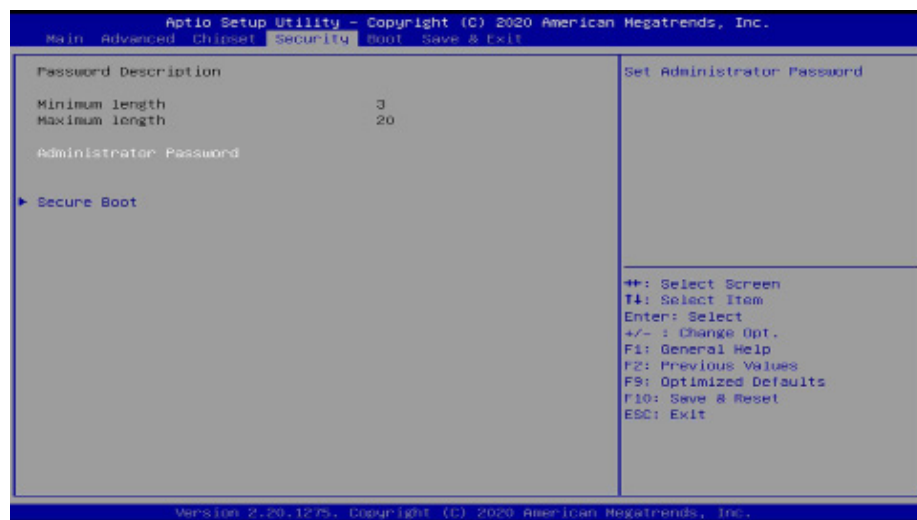 Aptio Setup Utility – Copyright (C) 2020 American Megatrends, Inc.
Main Advanced Chipset Security Boot Save & Exit
Password Description
Minimum length 3
Maximum length 20
Administrator Password
Secure Boot
Set Administrator Password
→←: Select Screen
↑↓: Select Item
Enter: Select
+/- : Change Opt.
F1: General Help
F2: Previous Values
F9: Optimized Defaults
F10: Save & Reset
ESC: Exit
Version 2.20.1275. Copyright (C) 2020 American Megatrends, Inc.